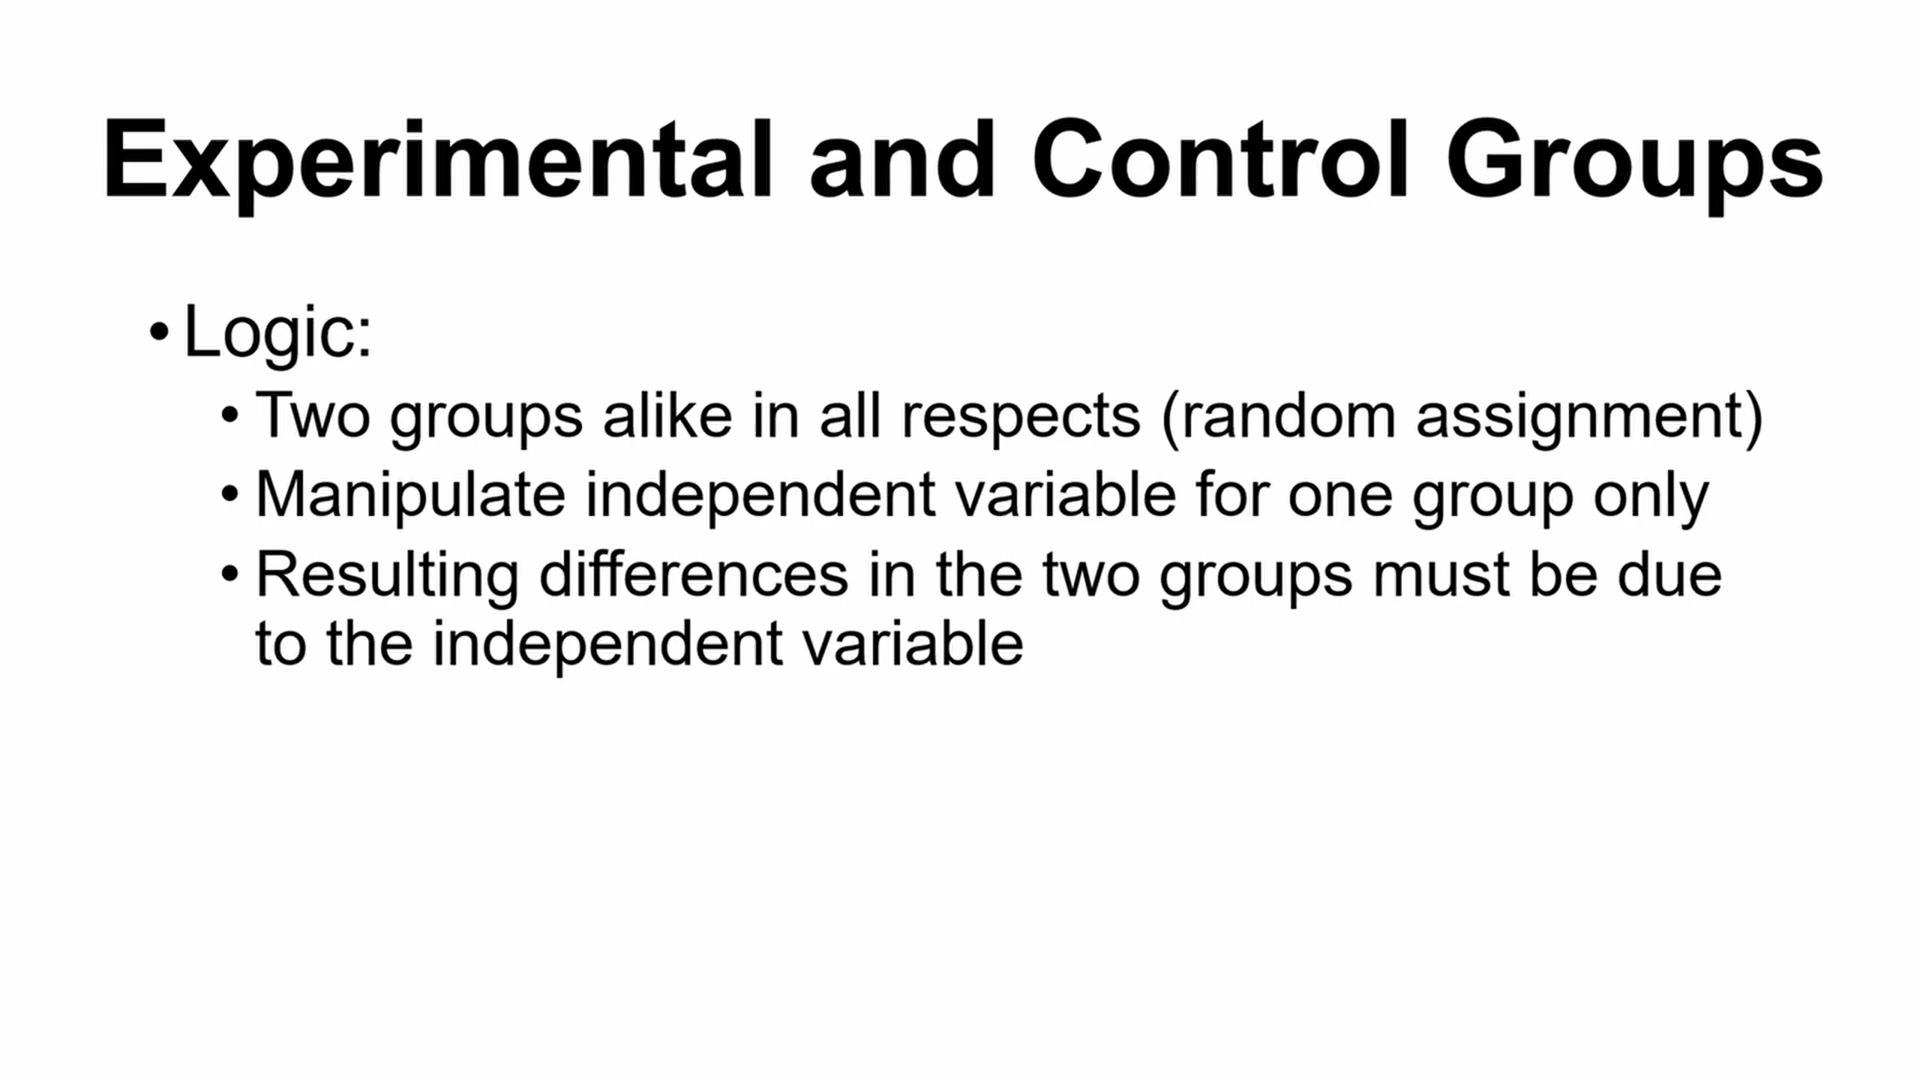 Experimental and Control Groups
• Logic:
• Two groups alike in all respects (random assignment)
• Manipulate independent variable for one group only
• Resulting differences in the two groups must be due
to the independent variable